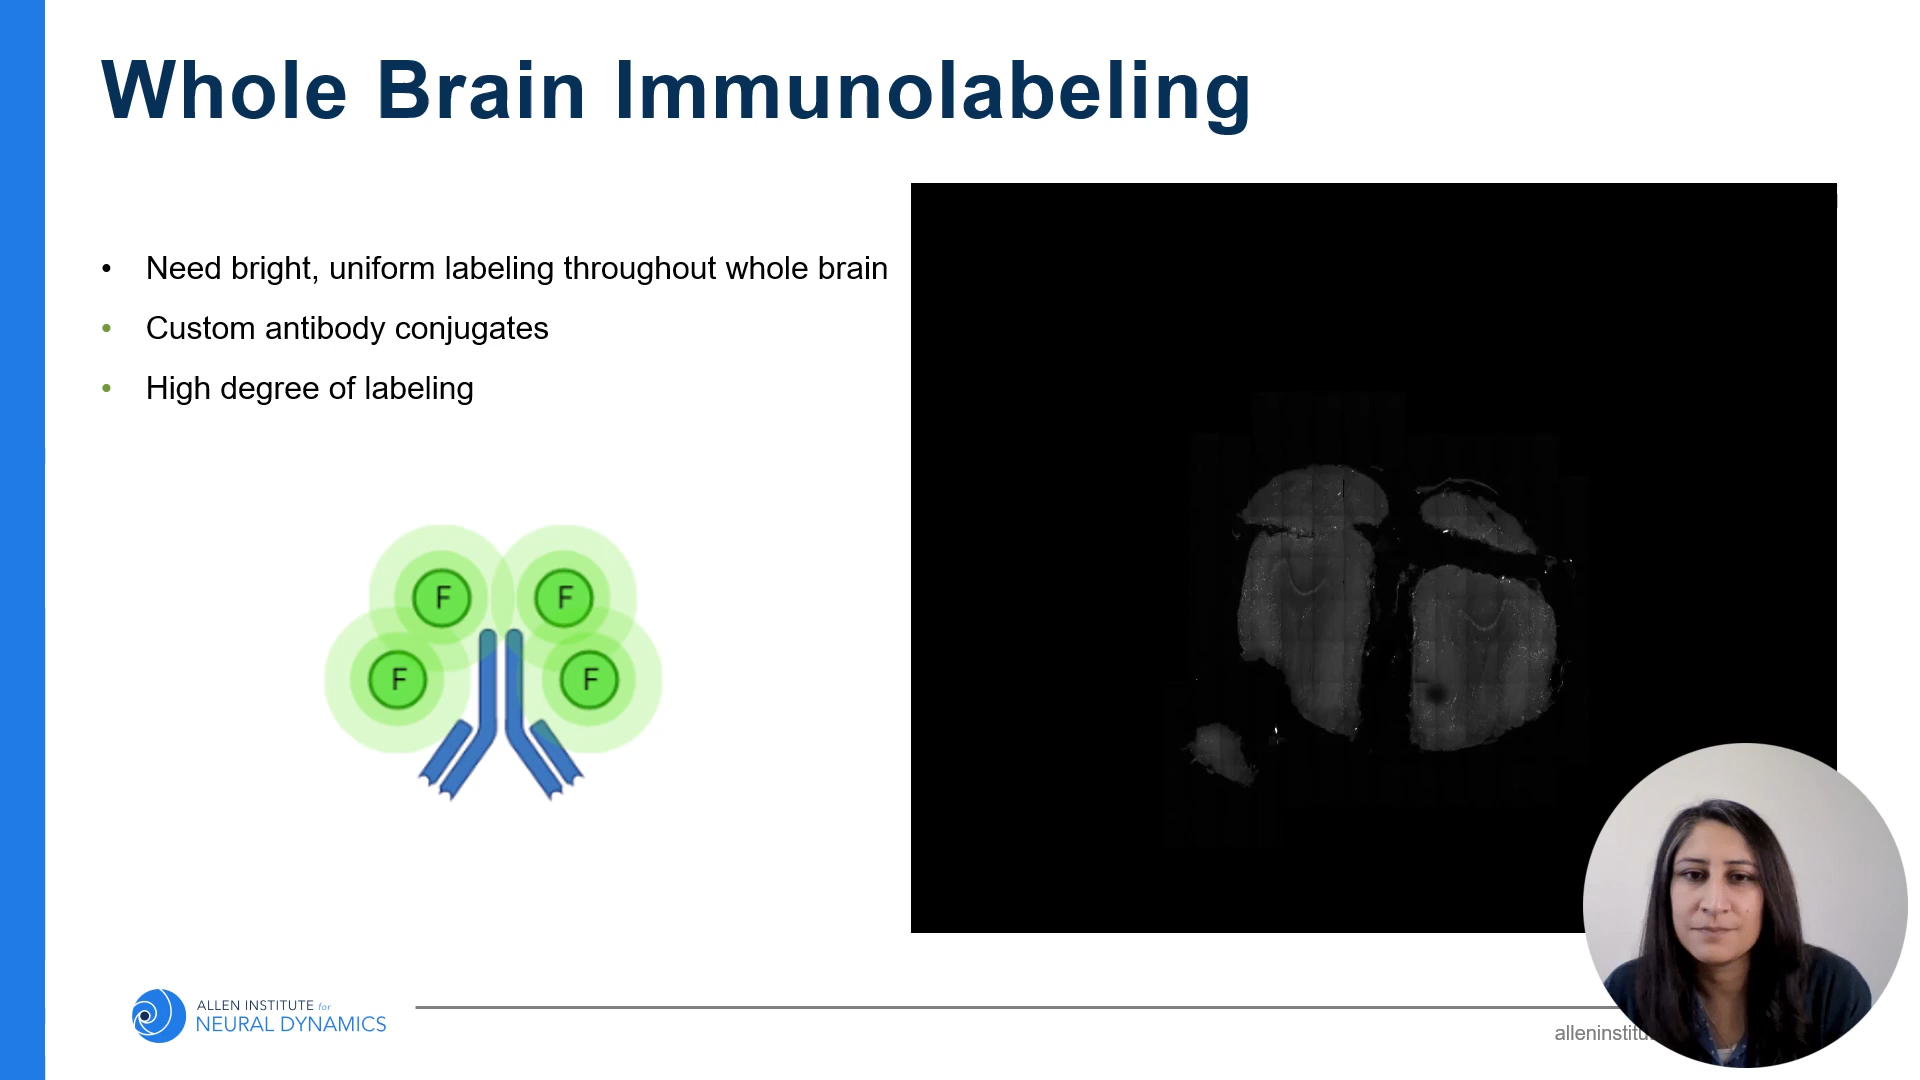 Whole Brain Immunolabeling
• Need bright, uniform labeling throughout whole brain
• Custom antibody conjugates
• High degree of labeling
F F
F F
ALLEN INSTITUTE for
NEURAL DYNAMICS